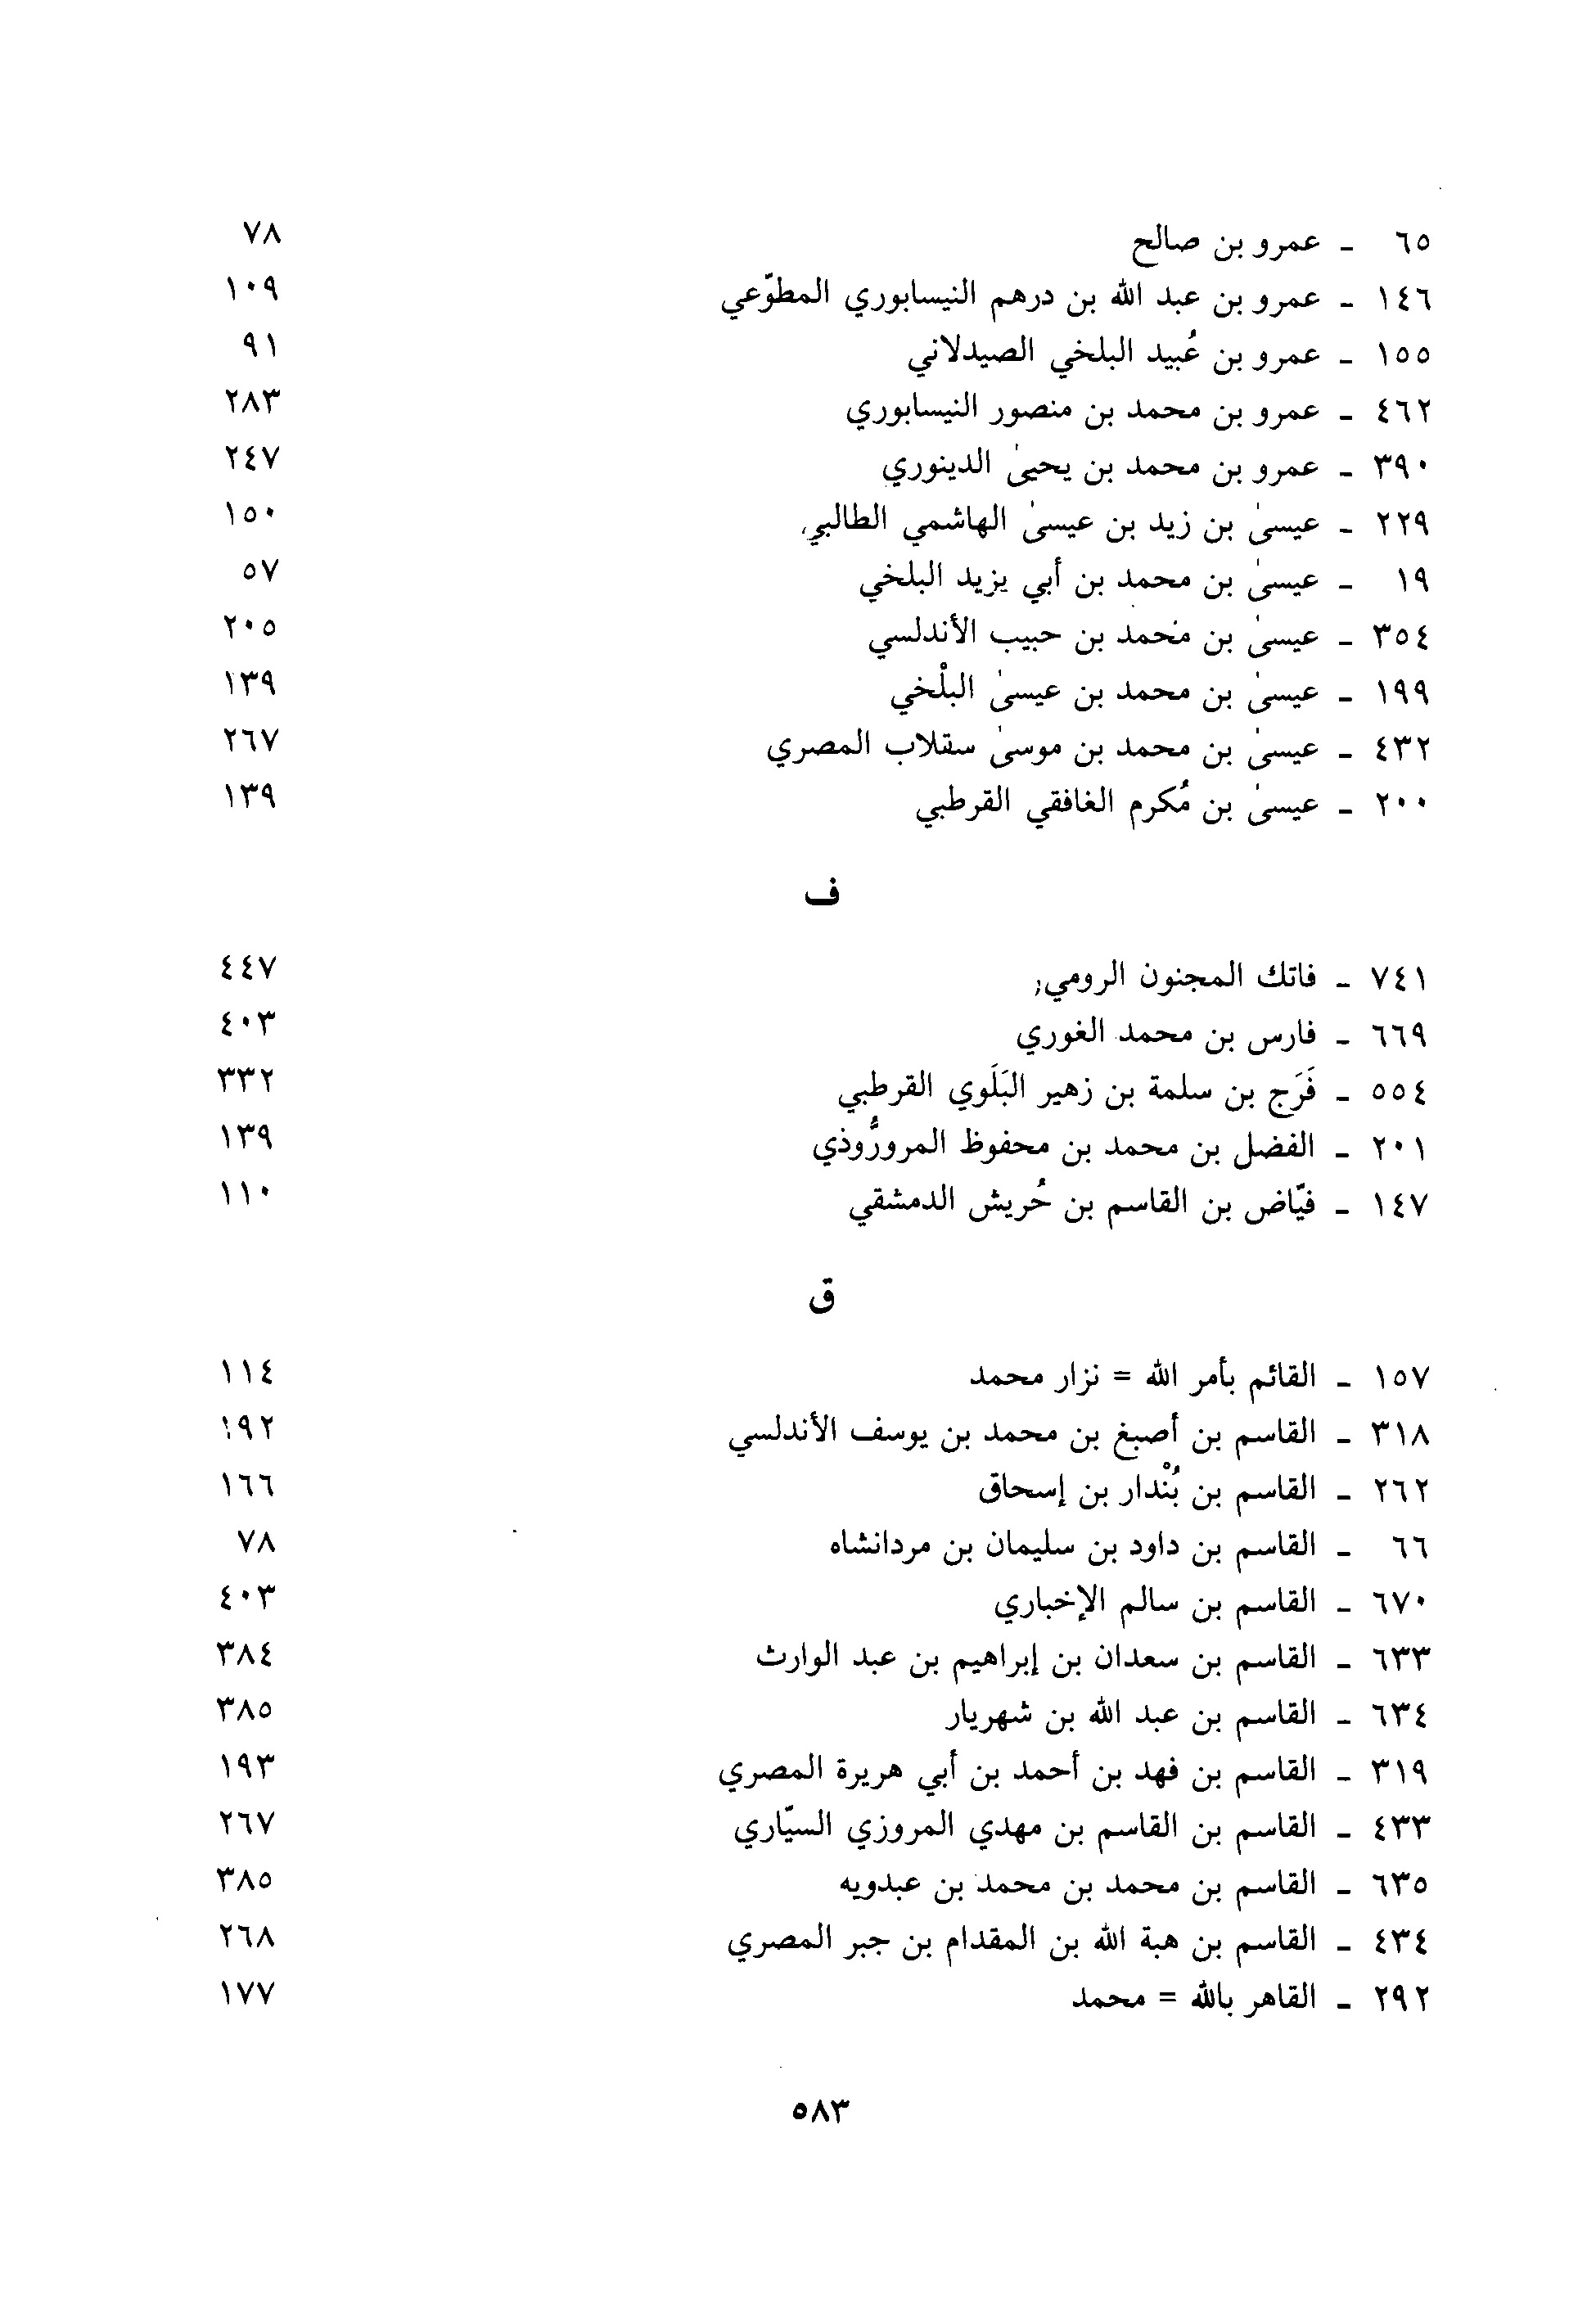 ٦٥ - عمرو بن صالح ٧٨
١٤٦ - عمرو بن عبد الله بن درهم النيسابوري المطوّعي ١٠٩
١٥٥ - عمرو بن عُبيد البلخي الصيدلاني ٩١
٤٦٢ - عمرو بن محمد بن منصور النيسابوري ٢٨٣
٣٩٠ - عمرو بن محمد بن يحيىٰ الدينوري ٢٤٧
٢٢٩ - عيسىٰ بن زيد بن عيسىٰ الهاشمي الطالبي ١٥٠
١٩ - عيسىٰ بن محمد بن أبي يزيد البلخي ٥٧
٣٥٤ - عيسىٰ بن محمد بن حبيب الأندلسي ٢٠٥
١٩٩ - عيسىٰ بن محمد بن عيسىٰ البلْخي ١٣٩
٤٣٢ - عيسىٰ بن محمد بن موسىٰ سقلاب المصري ٢٦٧
٢٠٠ - عيسىٰ بن مُكرم الغافقي القرطبي ١٣٩
ف
٧٤١ - فاتك المجنون الرومي ٤٤٧
٦٦٩ - فارس بن محمد الغوري ٤٠٣
٥٥٤ - فَرَج بن سلمة بن زهير البَلَوي القرطبي ٣٣٢
٢٠١ - الفضل بن محمد بن محفوظ المرورُّوذي ١٣٩
١٤٧ - فيّاض بن القاسم بن حُريش الدمشقي ١١٠
ق
١٥٧ - القائم بأمر الله = نزار محمد ١١٤
٣١٨ - القاسم بن أصبغ بن محمد بن يوسف الأندلسي ١٩٢
٢٦٢ - القاسم بن بُنْدار بن إسحاق ١٦٦
٦٦ - القاسم بن داود بن سليمان بن مردانشاه ٧٨
٦٧٠ - القاسم بن سالم الإخباري ٤٠٣
٦٣٣ - القاسم بن سعدان بن إبراهيم بن عبد الوارث ٣٨٤
٦٣٤ - القاسم بن عبد الله بن شهريار ٣٨٥
٣١٩ - القاسم بن فهد بن أحمد بن أبي هريرة المصري ١٩٣
٤٣٣ - القاسم بن القاسم بن مهدي المروزي السيّاري ٢٦٧
٦٣٥ - القاسم بن محمد بن محمد بن عبدويه ٣٨٥
٤٣٤ - القاسم بن هبة الله بن المقدام بن جبر المصري ٢٦٨
٢٩٢ - القاهر بالله = محمد ١٧٧
٥٨٣